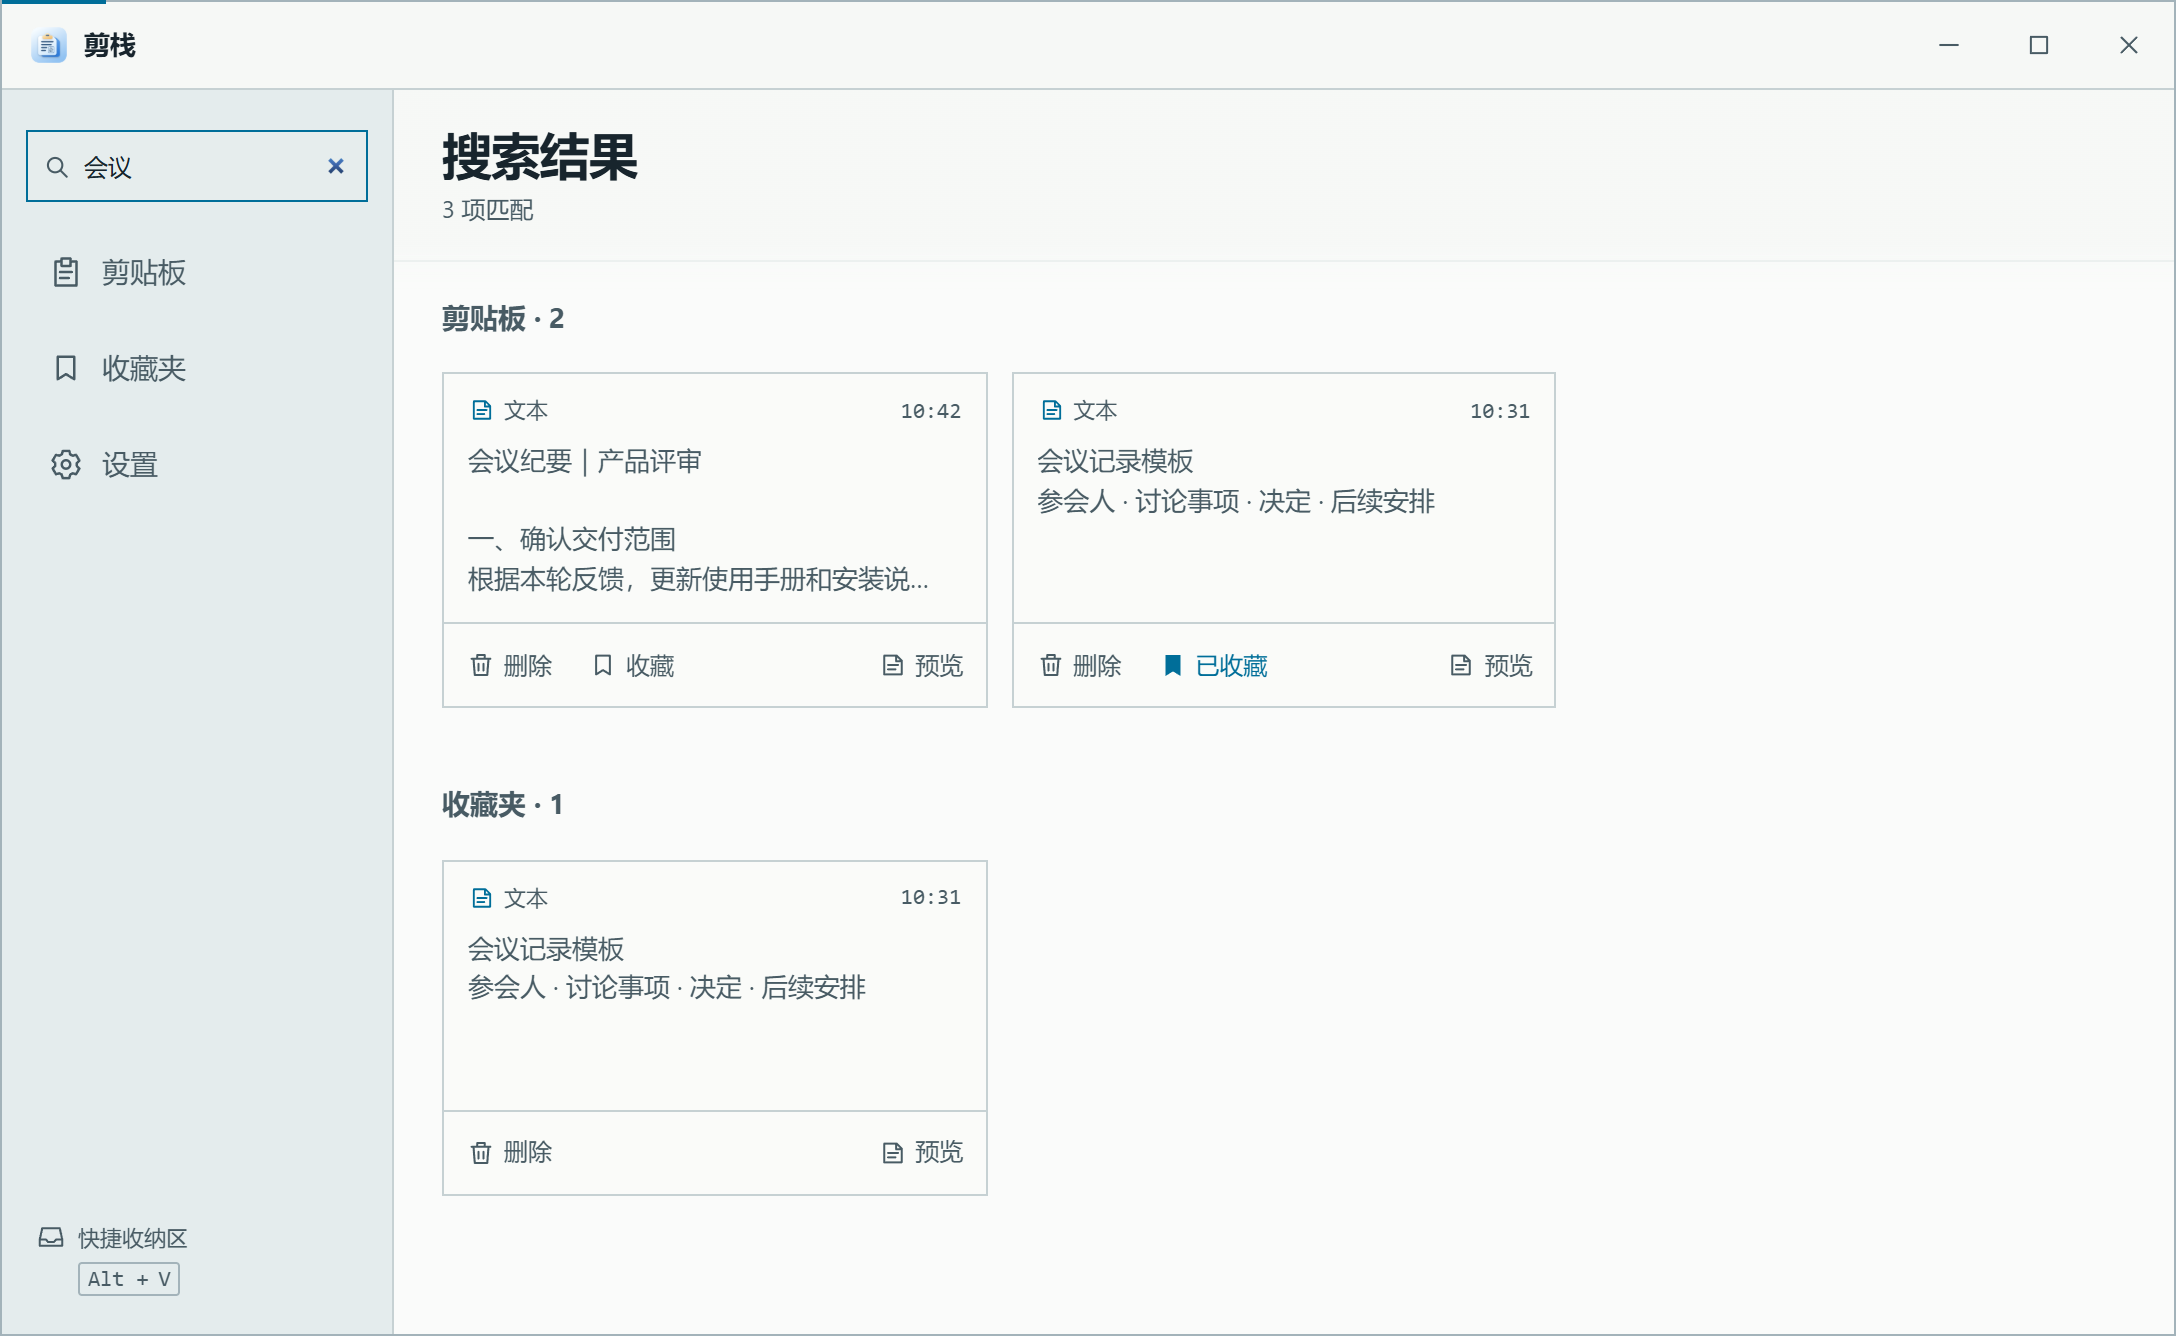 剪栈
会议
剪贴板
收藏夹
设置
快捷收纳区
Alt + V
搜索结果
3 项匹配
剪贴板 · 2
文本 10:42
会议纪要｜产品评审
一、确认交付范围
根据本轮反馈，更新使用手册和安装说...
删除 收藏 预览
文本 10:31
会议记录模板
参会人 · 讨论事项 · 决定 · 后续安排
删除 已收藏 预览
收藏夹 · 1
文本 10:31
会议记录模板
参会人 · 讨论事项 · 决定 · 后续安排
删除 预览